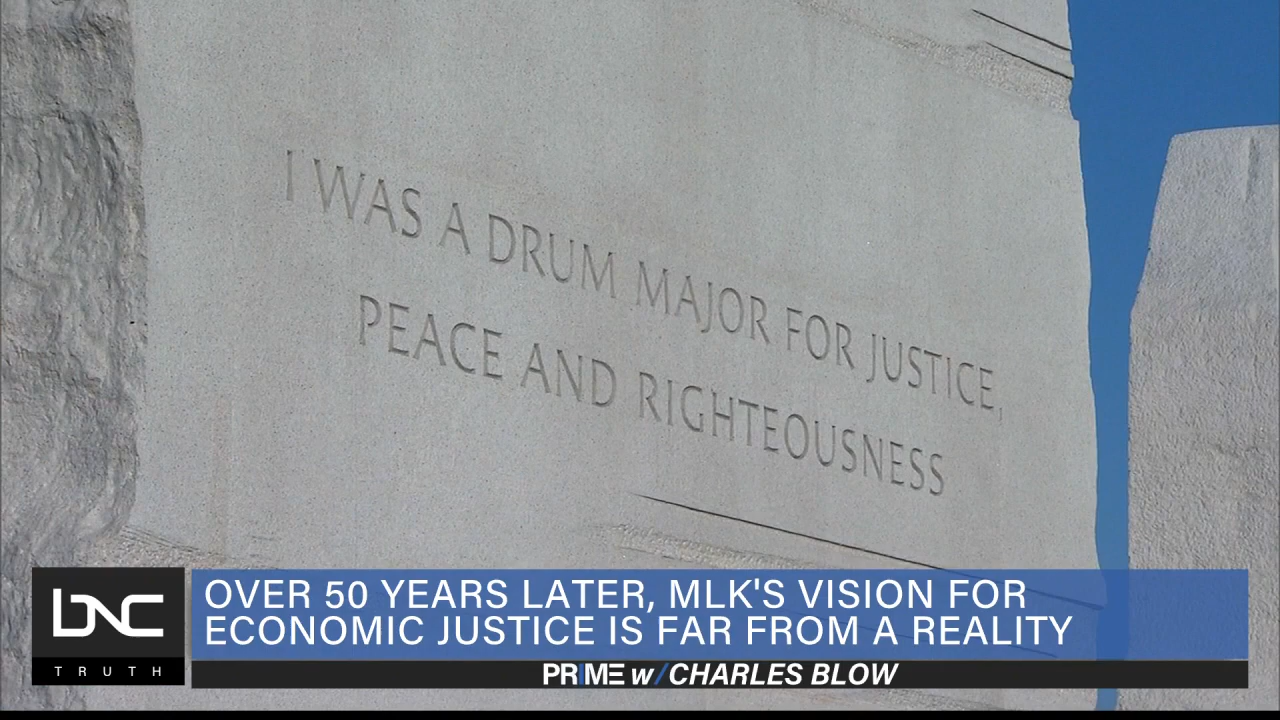 I WAS A DRUM MAJOR FOR JUSTICE,
PEACE AND RIGHTEOUSNESS
BNC
TRUTH
OVER 50 YEARS LATER, MLK'S VISION FOR
ECONOMIC JUSTICE IS FAR FROM A REALITY
PRIME w/CHARLES BLOW